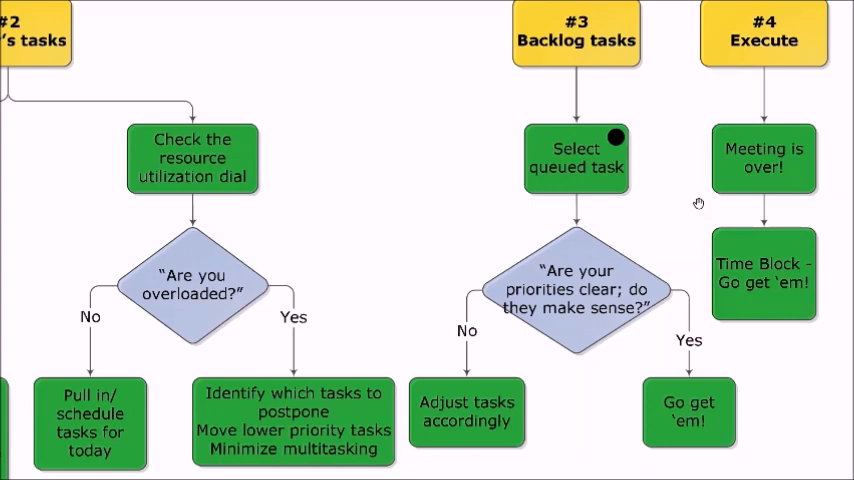 #2
's tasks
Check the
resource
utilization dial
“Are you
overloaded?”
No
Yes
Pull in/
schedule
tasks for
today
Identify which tasks to
postpone
Move lower priority tasks
Minimize multitasking
#3
Backlog tasks
Select
queued task
“Are your
priorities clear; do
they make sense?”
No
Yes
Adjust tasks
accordingly
Go get
‘em!
#4
Execute
Meeting is
over!
Time Block -
Go get ‘em!